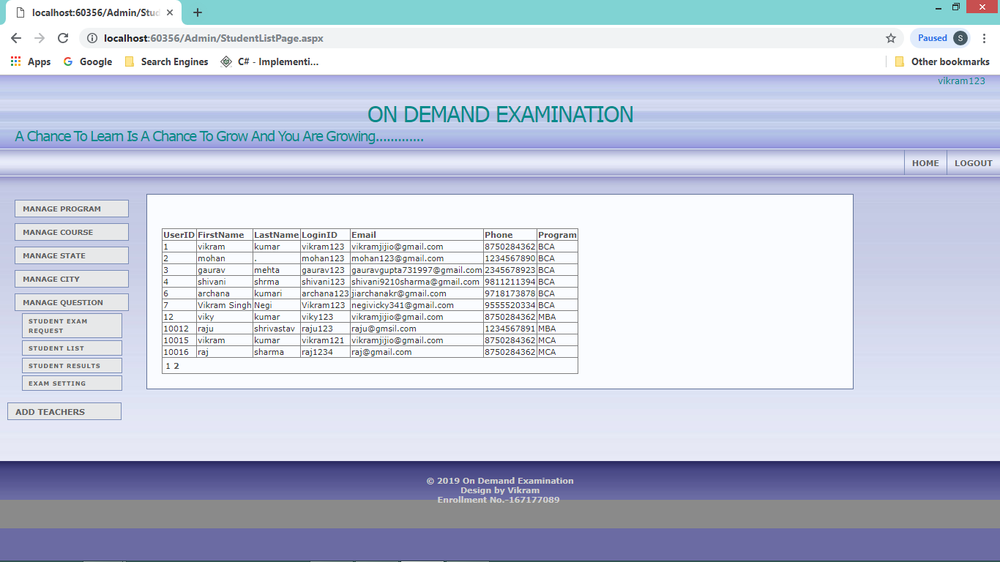 localhost:60356/Admin/Stud
localhost:60356/Admin/StudentListPage.aspx
Paused S
Apps Google Search Engines C# - Implementi... Other bookmarks
vikram123
ON DEMAND EXAMINATION
A Chance To Learn Is A Chance To Grow And You Are Growing.............
HOME LOGOUT
MANAGE PROGRAM
MANAGE COURSE
MANAGE STATE
MANAGE CITY
MANAGE QUESTION
STUDENT EXAM
REQUEST
STUDENT LIST
STUDENT RESULTS
EXAM SETTING
ADD TEACHERS
UserID FirstName LastName LoginID Email Phone Program
1 vikram kumar vikram123 vikramjijio@gmail.com 8750284362 BCA
2 mohan . mohan123 mohan123@gmail.com 1234567890 BCA
3 gaurav mehta gaurav123 gauravgupta731997@gmail.com 2345678923 BCA
4 shivani shrma shivani123 shivani9210sharma@gmail.com 9811211394 BCA
6 archana kumari archana123 jiarchanakr@gmail.com 9718173878 BCA
7 Vikram Singh Negi Vikram123 negivicky341@gmail.com 9555520334 BCA
12 viky kumar viky123 vikramjijio@gmail.com 8750284362 MBA
10012 raju shrivastav raju123 raju@gmsil.com 1234567891 MBA
10015 vikram kumar vikram121 vikramjijio@gmail.com 8750284362 MCA
10016 raj sharma raj1234 raj@gmail.com 8750284362 MCA
1 2
© 2019 On Demand Examination
Design by Vikram
Enrollment No.-167177089